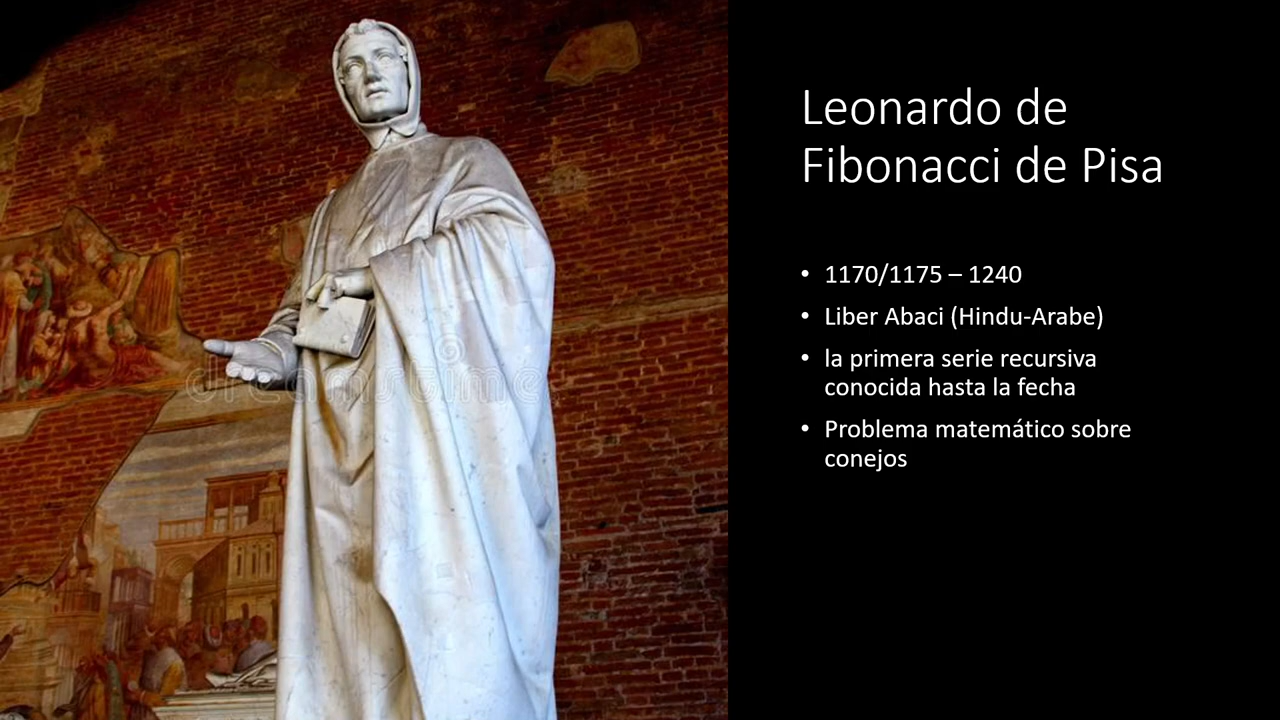 Leonardo de
Fibonacci de Pisa
• 1170/1175 – 1240
• Liber Abaci (Hindu-Arabe)
• la primera serie recursiva
conocida hasta la fecha
• Problema matemático sobre
conejos
dreamstime